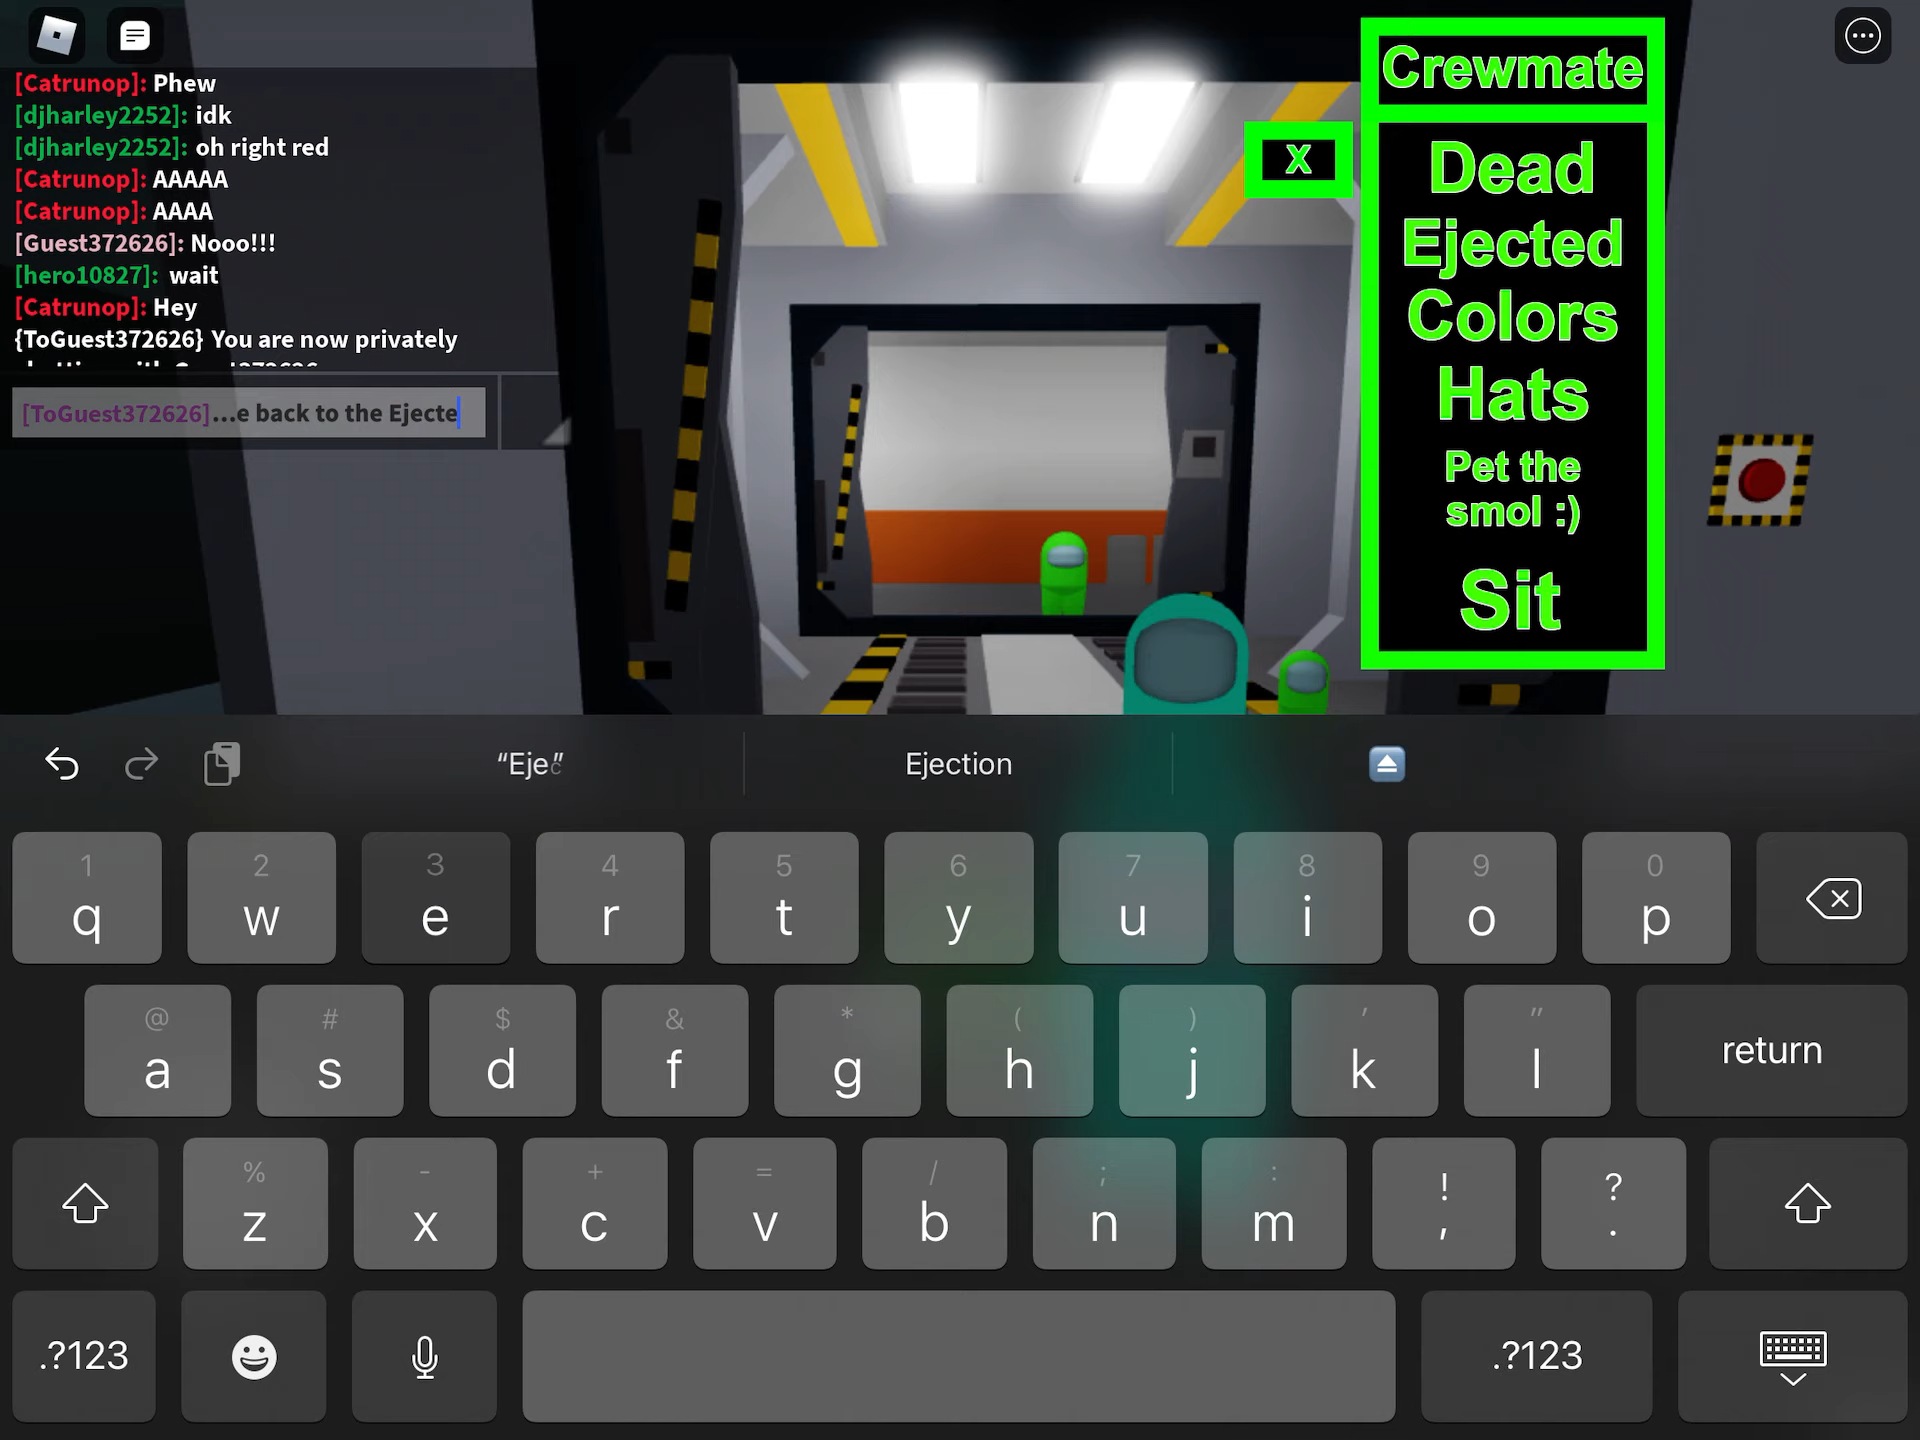 [Catrunop]: Phew
[djharley2252]: idk
[djharley2252]: oh right red
[Catrunop]: AAAAA
[Catrunop]: AAAA
[Guest372626]: Nooo!!!
[hero10827]: wait
[Catrunop]: Hey
{ToGuest372626} You are now privately
[ToGuest372626]...e back to the Ejecte
Crewmate
X
Dead
Ejected
Colors
Hats
Pet the
smol :)
Sit
Ejection
1 2 3 4 5 6 7 8 9 0
q w e r t y u i o p
@ # $ & * ( ) ' "
a s d f g h j k l return
% - + = / ; : ! ?
z x c v b n m , .
.?123 .?123